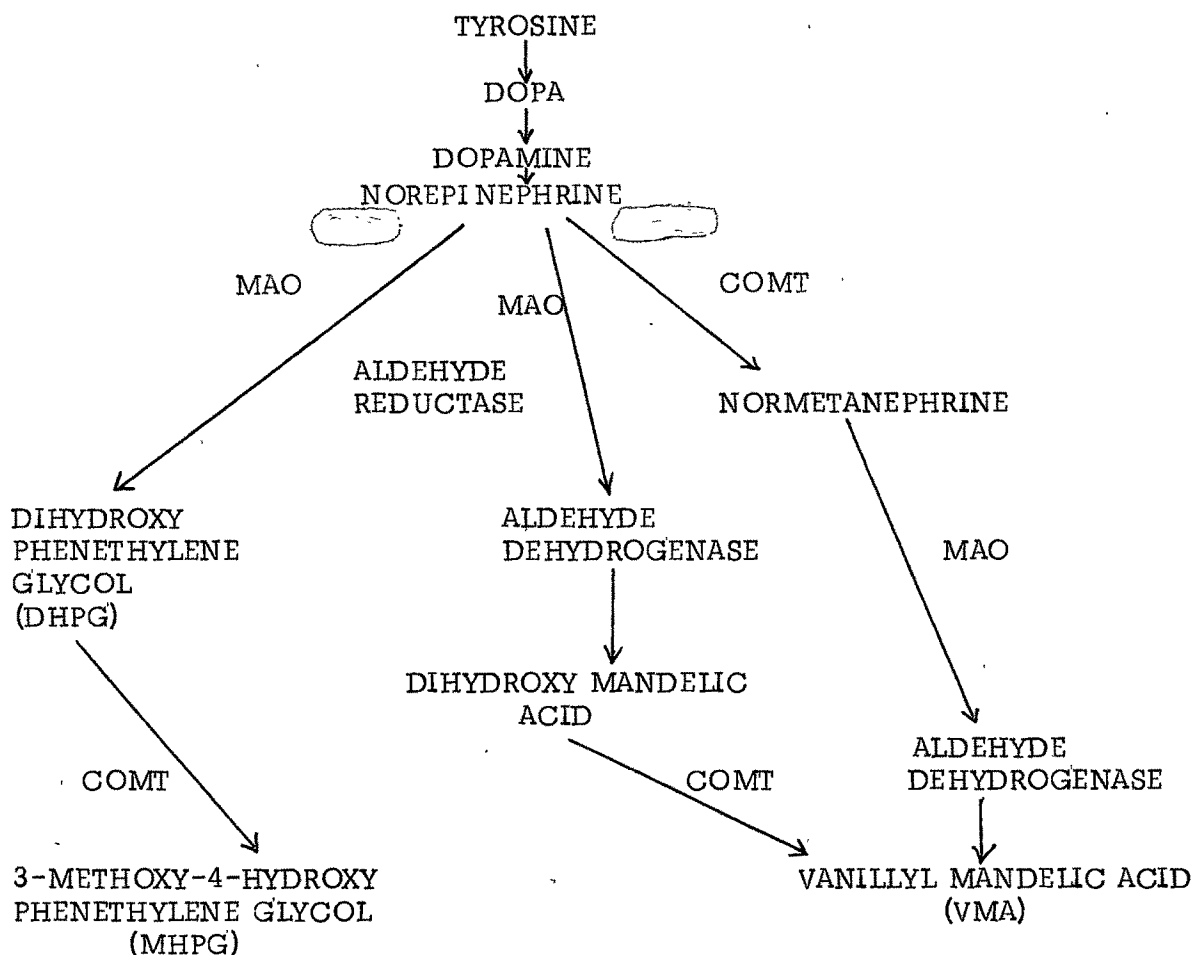 TYROSINE
DOPA
DOPAMINE
NOREPINEPHRINE
MAO
MAO
COMT
ALDEHYDE
REDUCTASE
NORMETANEPHRINE
DIHYDROXY
PHENETHYLENE
GLYCOL
(DHPG)
ALDEHYDE
DEHYDROGENASE
MAO
DIHYDROXY MANDELIC
ACID
ALDEHYDE
DEHYDROGENASE
COMT
COMT
3-METHOXY-4-HYDROXY
PHENETHYLENE GLYCOL
(MHPG)
VANILLYL MANDELIC ACID
(VMA)